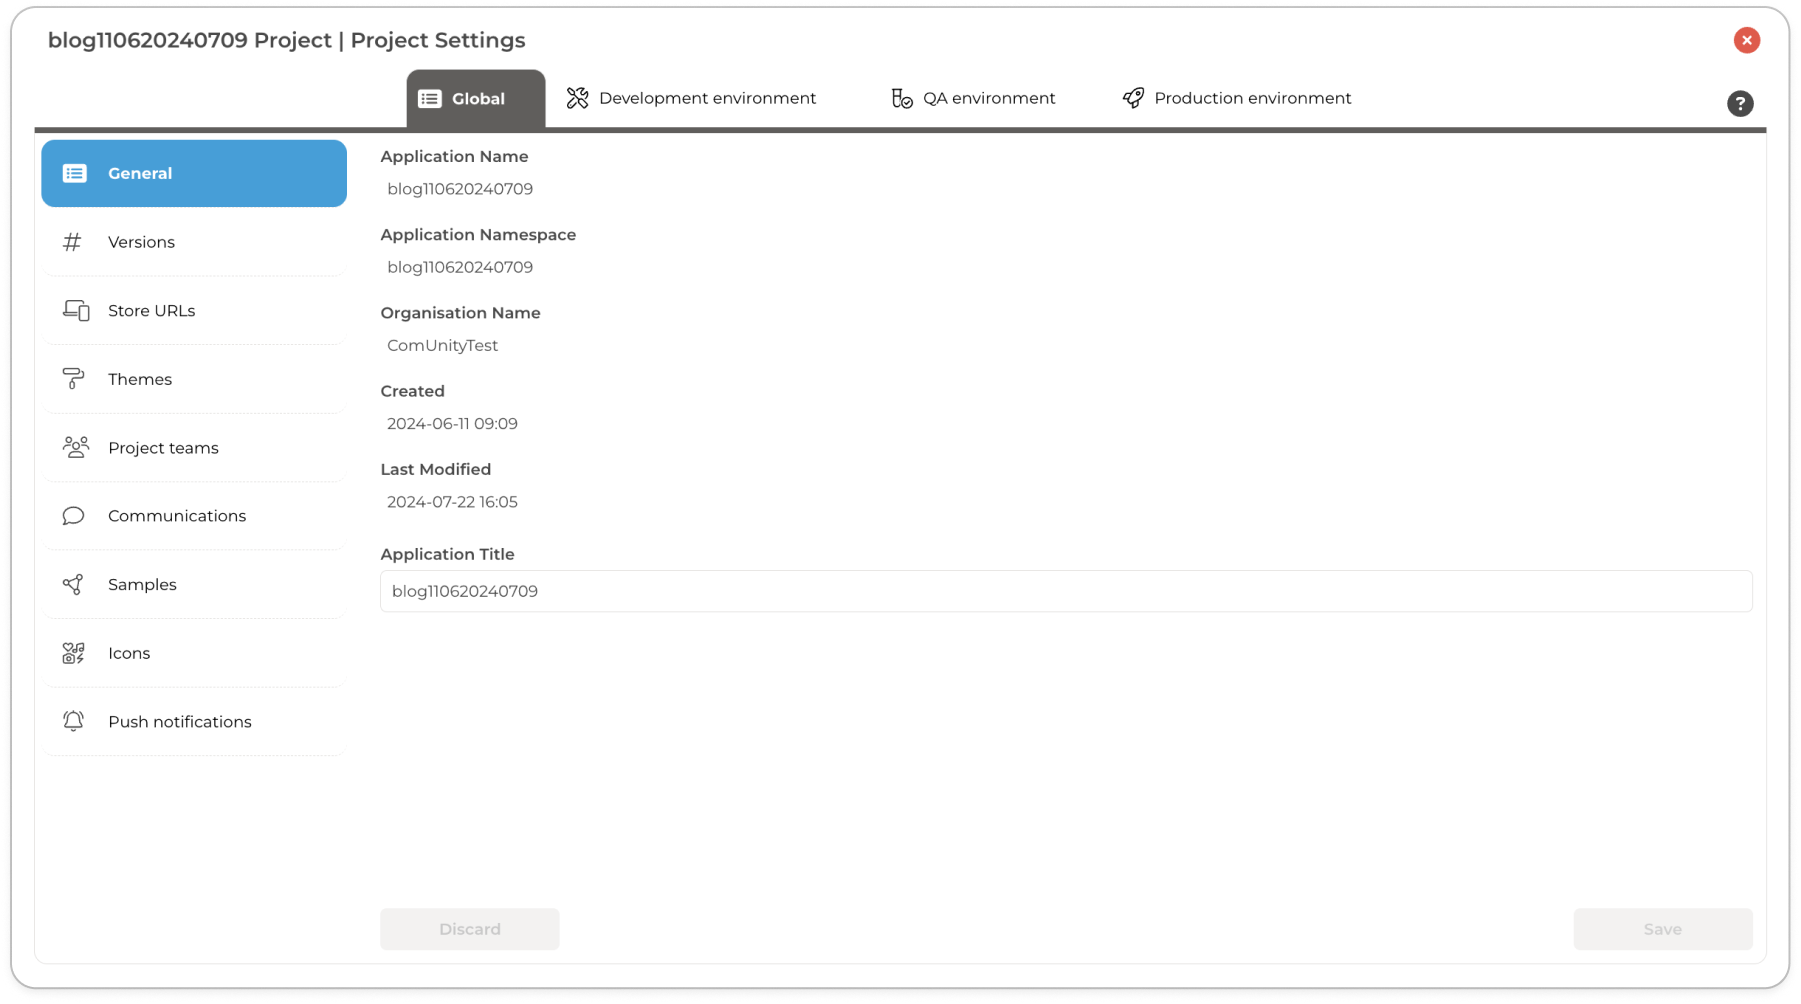 blog110620240709 Project | Project Settings
Global
Development environment
QA environment
Production environment
?
General
Versions
Store URLs
Themes
Project teams
Communications
Samples
Icons
Push notifications
Application Name
blog110620240709
Application Namespace
blog110620240709
Organisation Name
ComUnityTest
Created
2024-06-11 09:09
Last Modified
2024-07-22 16:05
Application Title
blog110620240709
Discard
Save